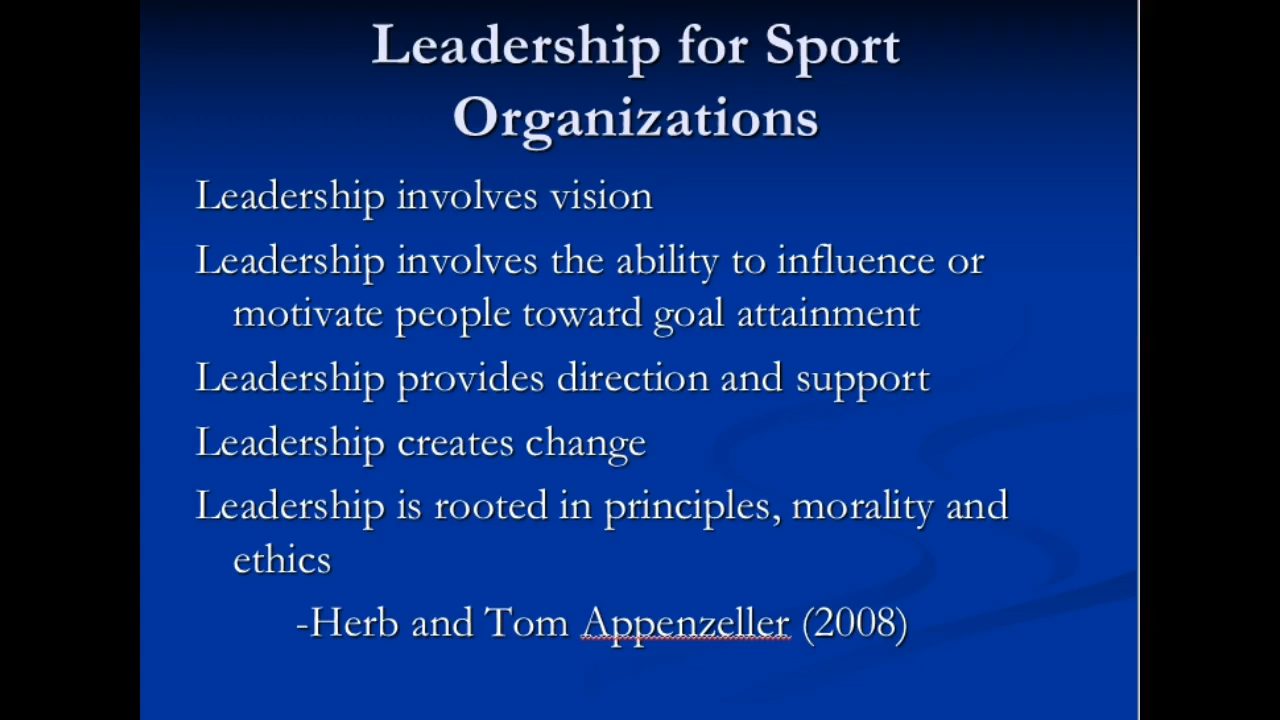 Leadership for Sport
Organizations
Leadership involves vision
Leadership involves the ability to influence or
motivate people toward goal attainment
Leadership provides direction and support
Leadership creates change
Leadership is rooted in principles, morality and
ethics
-Herb and Tom Appenzeller (2008)